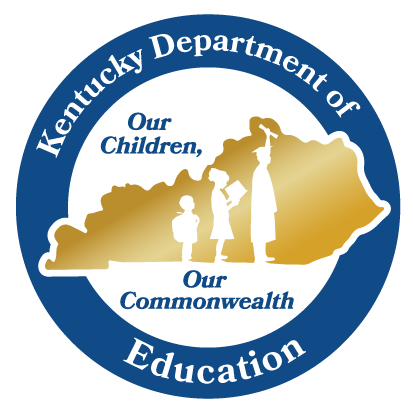 Kentucky Department of
Our
Children,
Our
Commonwealth
Education